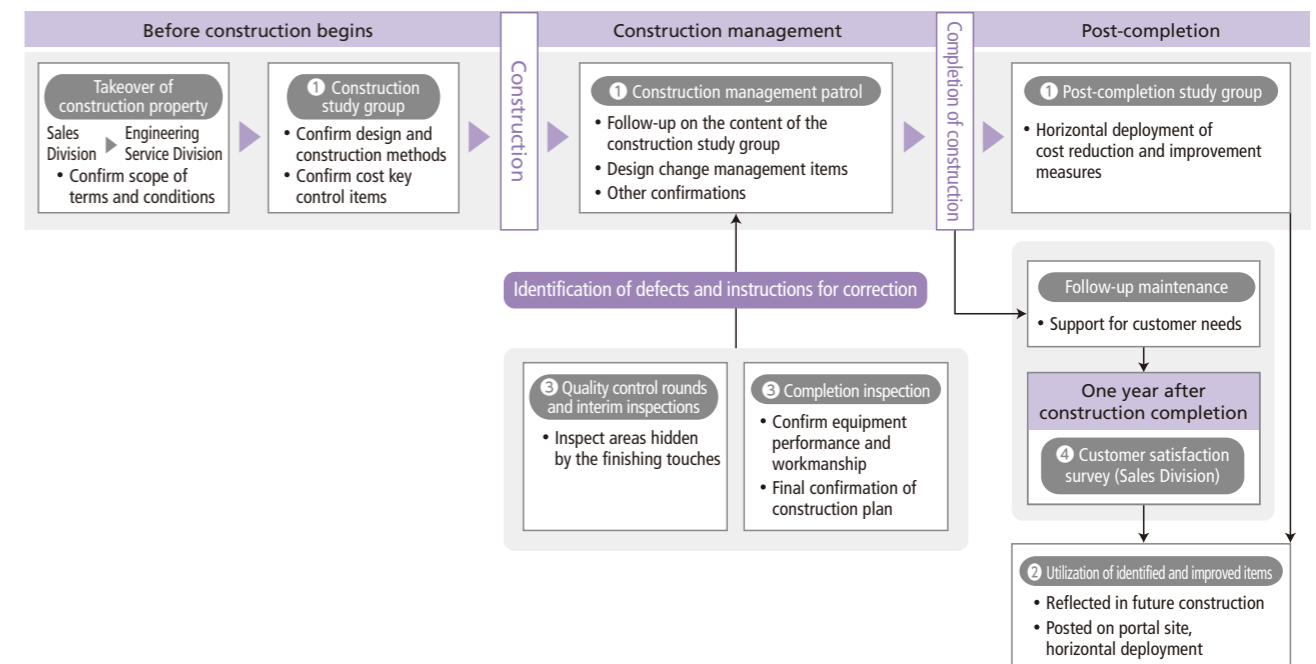 Before construction begins
Construction management
Post-completion
Takeover of
construction property
Sales
Division
Engineering
Service Division
• Confirm scope of
terms and conditions
❶ Construction
study group
• Confirm design and
construction methods
• Confirm cost key
control items
Construction
❶ Construction management patrol
• Follow-up on the content of the
construction study group
• Design change management items
• Other confirmations
Completion of construction
❶ Post-completion study group
• Horizontal deployment of
cost reduction and improvement
measures
Identification of defects and instructions for correction
❸ Quality control rounds
and interim inspections
• Inspect areas hidden
by the finishing touches
❸ Completion inspection
• Confirm equipment
performance and
workmanship
• Final confirmation of
construction plan
Follow-up maintenance
• Support for customer needs
One year after
construction completion
❹ Customer satisfaction
survey (Sales Division)
❷ Utilization of identified and improved items
• Reflected in future construction
• Posted on portal site,
horizontal deployment